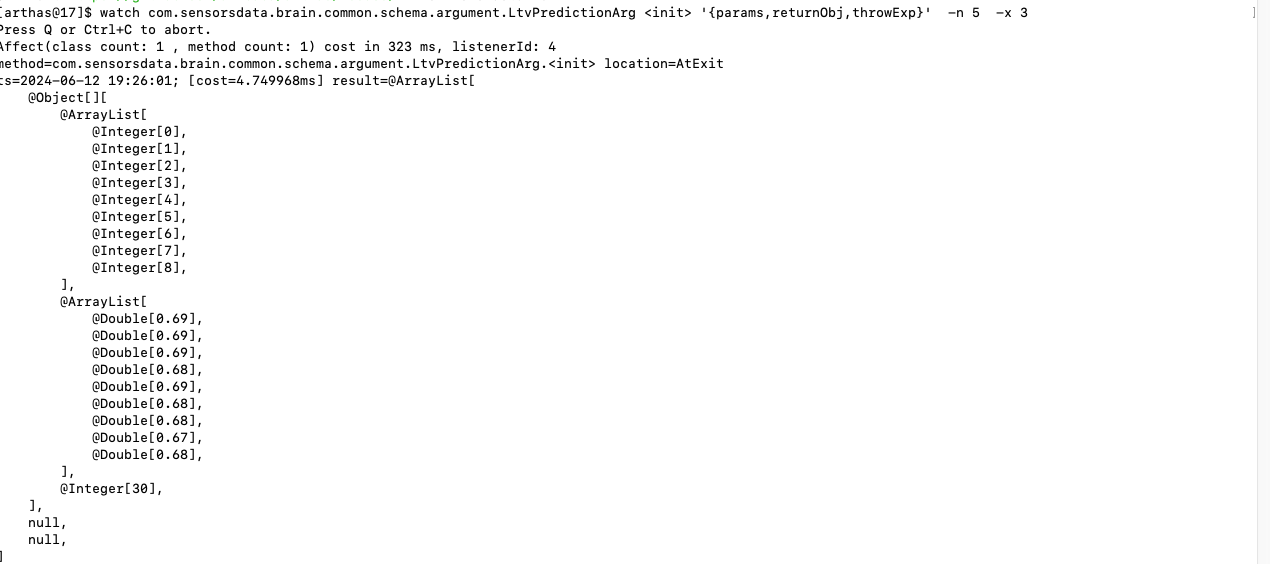 [arthas@17]$ watch com.sensorsdata.brain.common.schema.argument.LtvPredictionArg <init> '{params,returnObj,throwExp}'  -n 5  -x 3 ]
Press Q or Ctrl+C to abort.
Affect(class count: 1 , method count: 1) cost in 323 ms, listenerId: 4
method=com.sensorsdata.brain.common.schema.argument.LtvPredictionArg.<init> location=AtExit
ts=2024-06-12 19:26:01; [cost=4.749968ms] result=@ArrayList[
    @Object[][
        @ArrayList[
            @Integer[0],
            @Integer[1],
            @Integer[2],
            @Integer[3],
            @Integer[4],
            @Integer[5],
            @Integer[6],
            @Integer[7],
            @Integer[8],
        ],
        @ArrayList[
            @Double[0.69],
            @Double[0.69],
            @Double[0.69],
            @Double[0.68],
            @Double[0.69],
            @Double[0.68],
            @Double[0.68],
            @Double[0.67],
            @Double[0.68],
        ],
        @Integer[30],
    ],
    null,
    null,
]